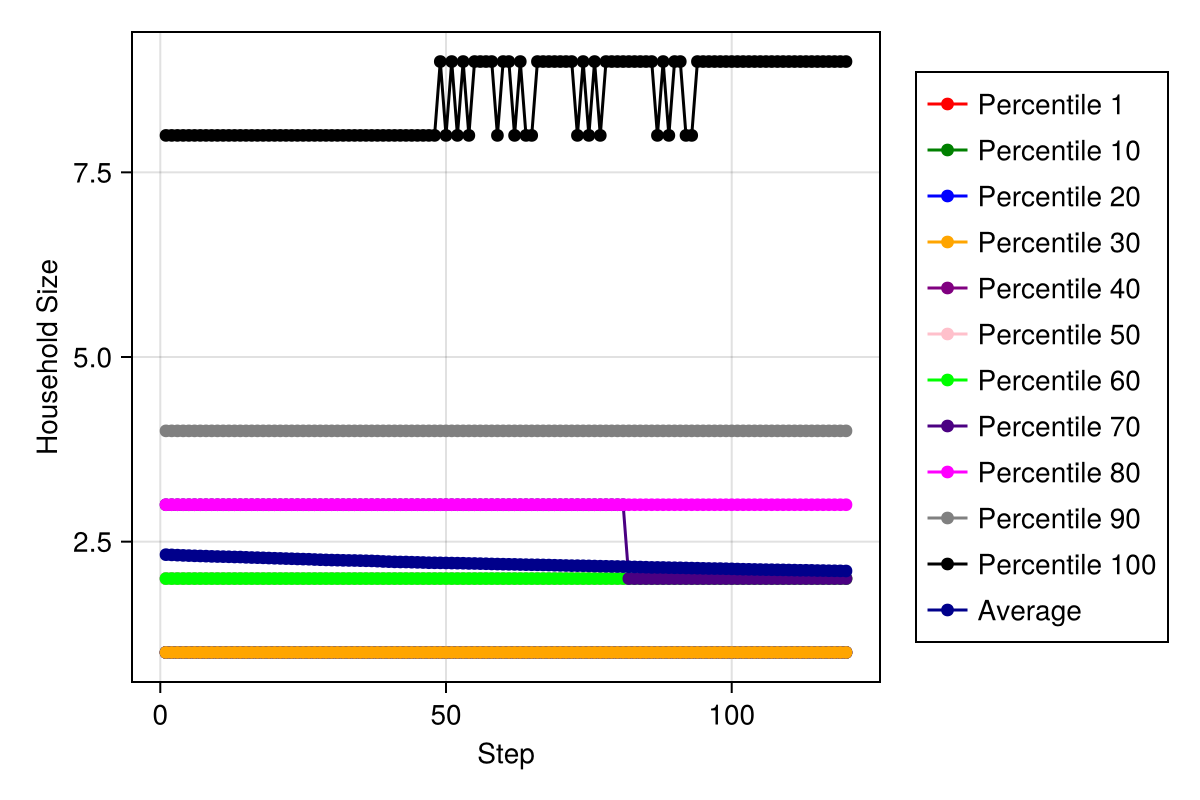 Household Size
7.5
5.0
2.5
0
50
100
Step
Percentile 1
Percentile 10
Percentile 20
Percentile 30
Percentile 40
Percentile 50
Percentile 60
Percentile 70
Percentile 80
Percentile 90
Percentile 100
Average